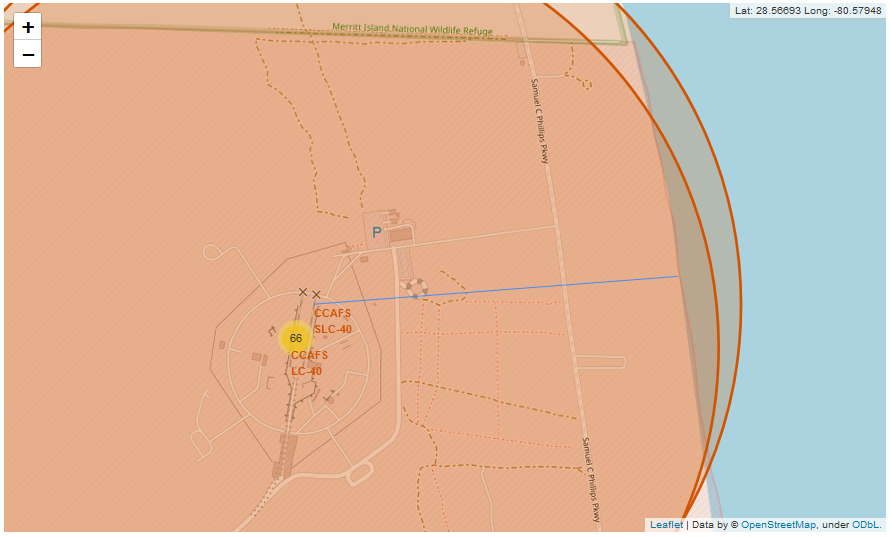 +
−
Lat: 28.56693 Long: -80.57948
Merritt Island National Wildlife Refuge
Samuel C Phillips Pkwy
P
CCAFS
SLC-40
66
CCAFS
LC-40
Samuel C Phillips Pkwy
Leaflet | Data by © OpenStreetMap, under ODbL.